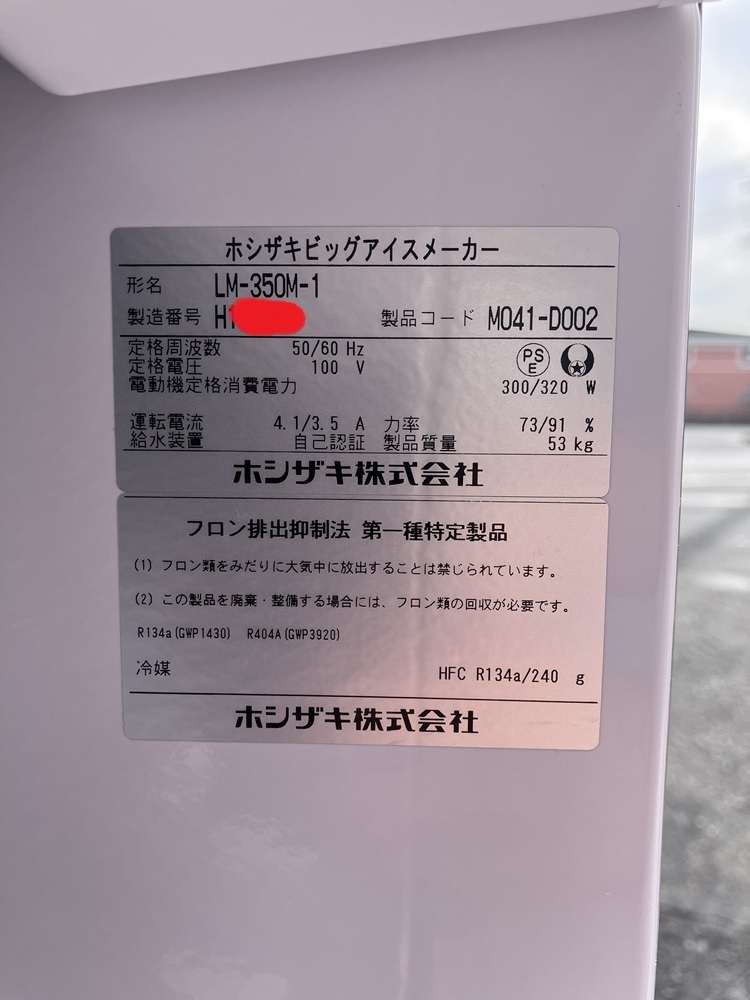 ホシザキビッグアイスメーカー
形名 LM-350M-1
製造番号 H1 製品コード M041-D002
定格周波数 50/60 Hz
PS E
定格電圧 100 V
電動機定格消費電力 300/320 W
運転電流 4.1/3.5 A 力率 73/91 %
給水装置 自己認証 製品質量 53 kg
ホシザキ株式会社
フロン排出抑制法 第一種特定製品
(1) フロン類をみだりに大気中に放出することは禁じられています。
(2) この製品を廃棄・整備する場合には、フロン類の回収が必要です。
R134a(GWP1430) R404A(GWP3920)
冷媒 HFC R134a/240 g
ホシザキ株式会社